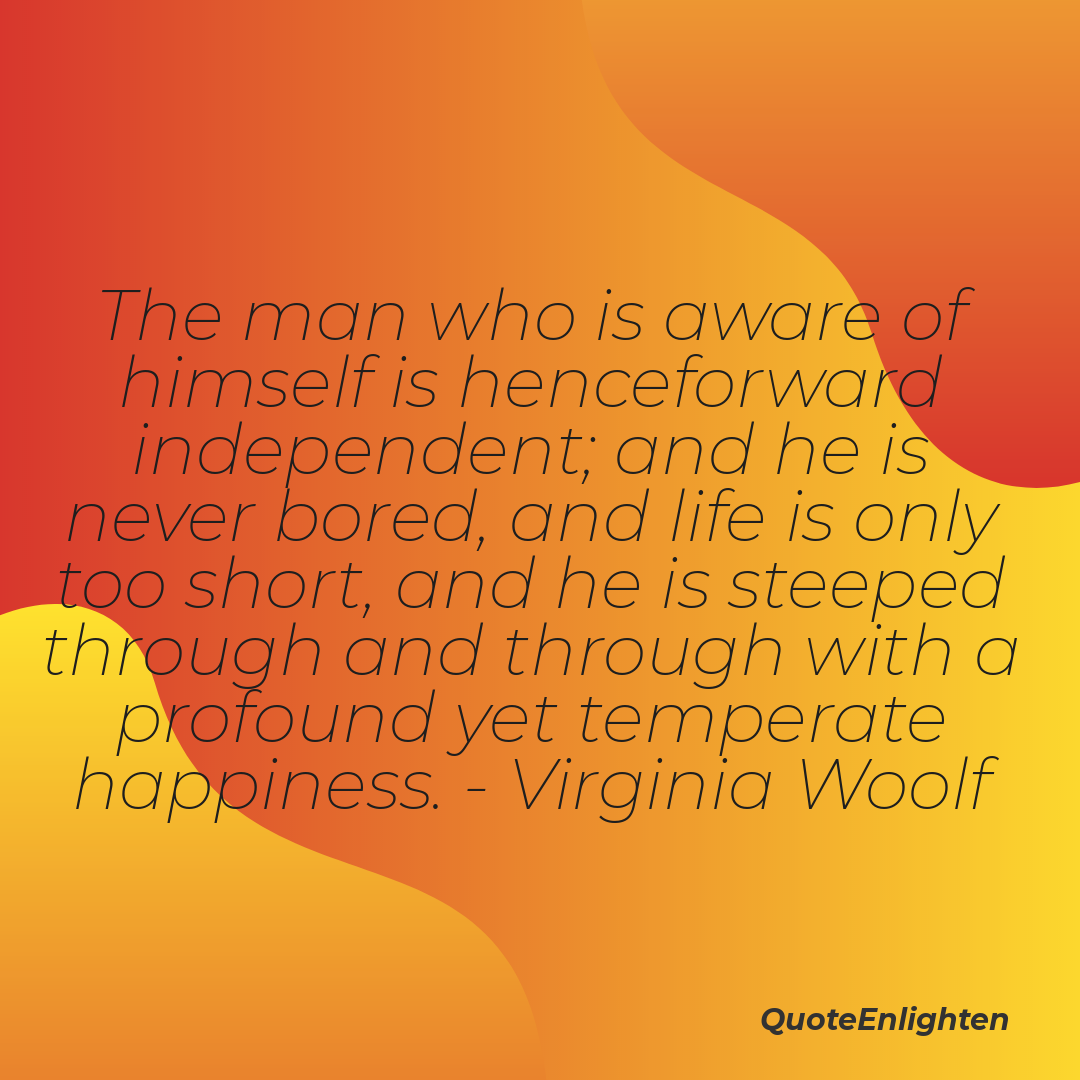 The man who is aware of
himself is henceforward
independent; and he is
never bored, and life is only
too short, and he is steeped
through and through with a
profound yet temperate
happiness. - Virginia Woolf
QuoteEnlighten